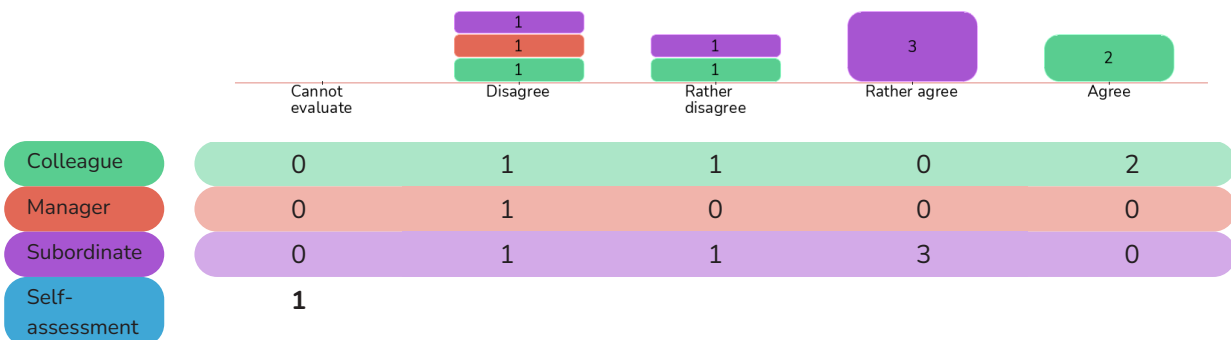 1
1
1
1
1
3
2
Cannot evaluate
Disagree
Rather disagree
Rather agree
Agree
Colleague 0 1 1 0 2
Manager 0 1 0 0 0
Subordinate 0 1 1 3 0
Self-
assessment 1